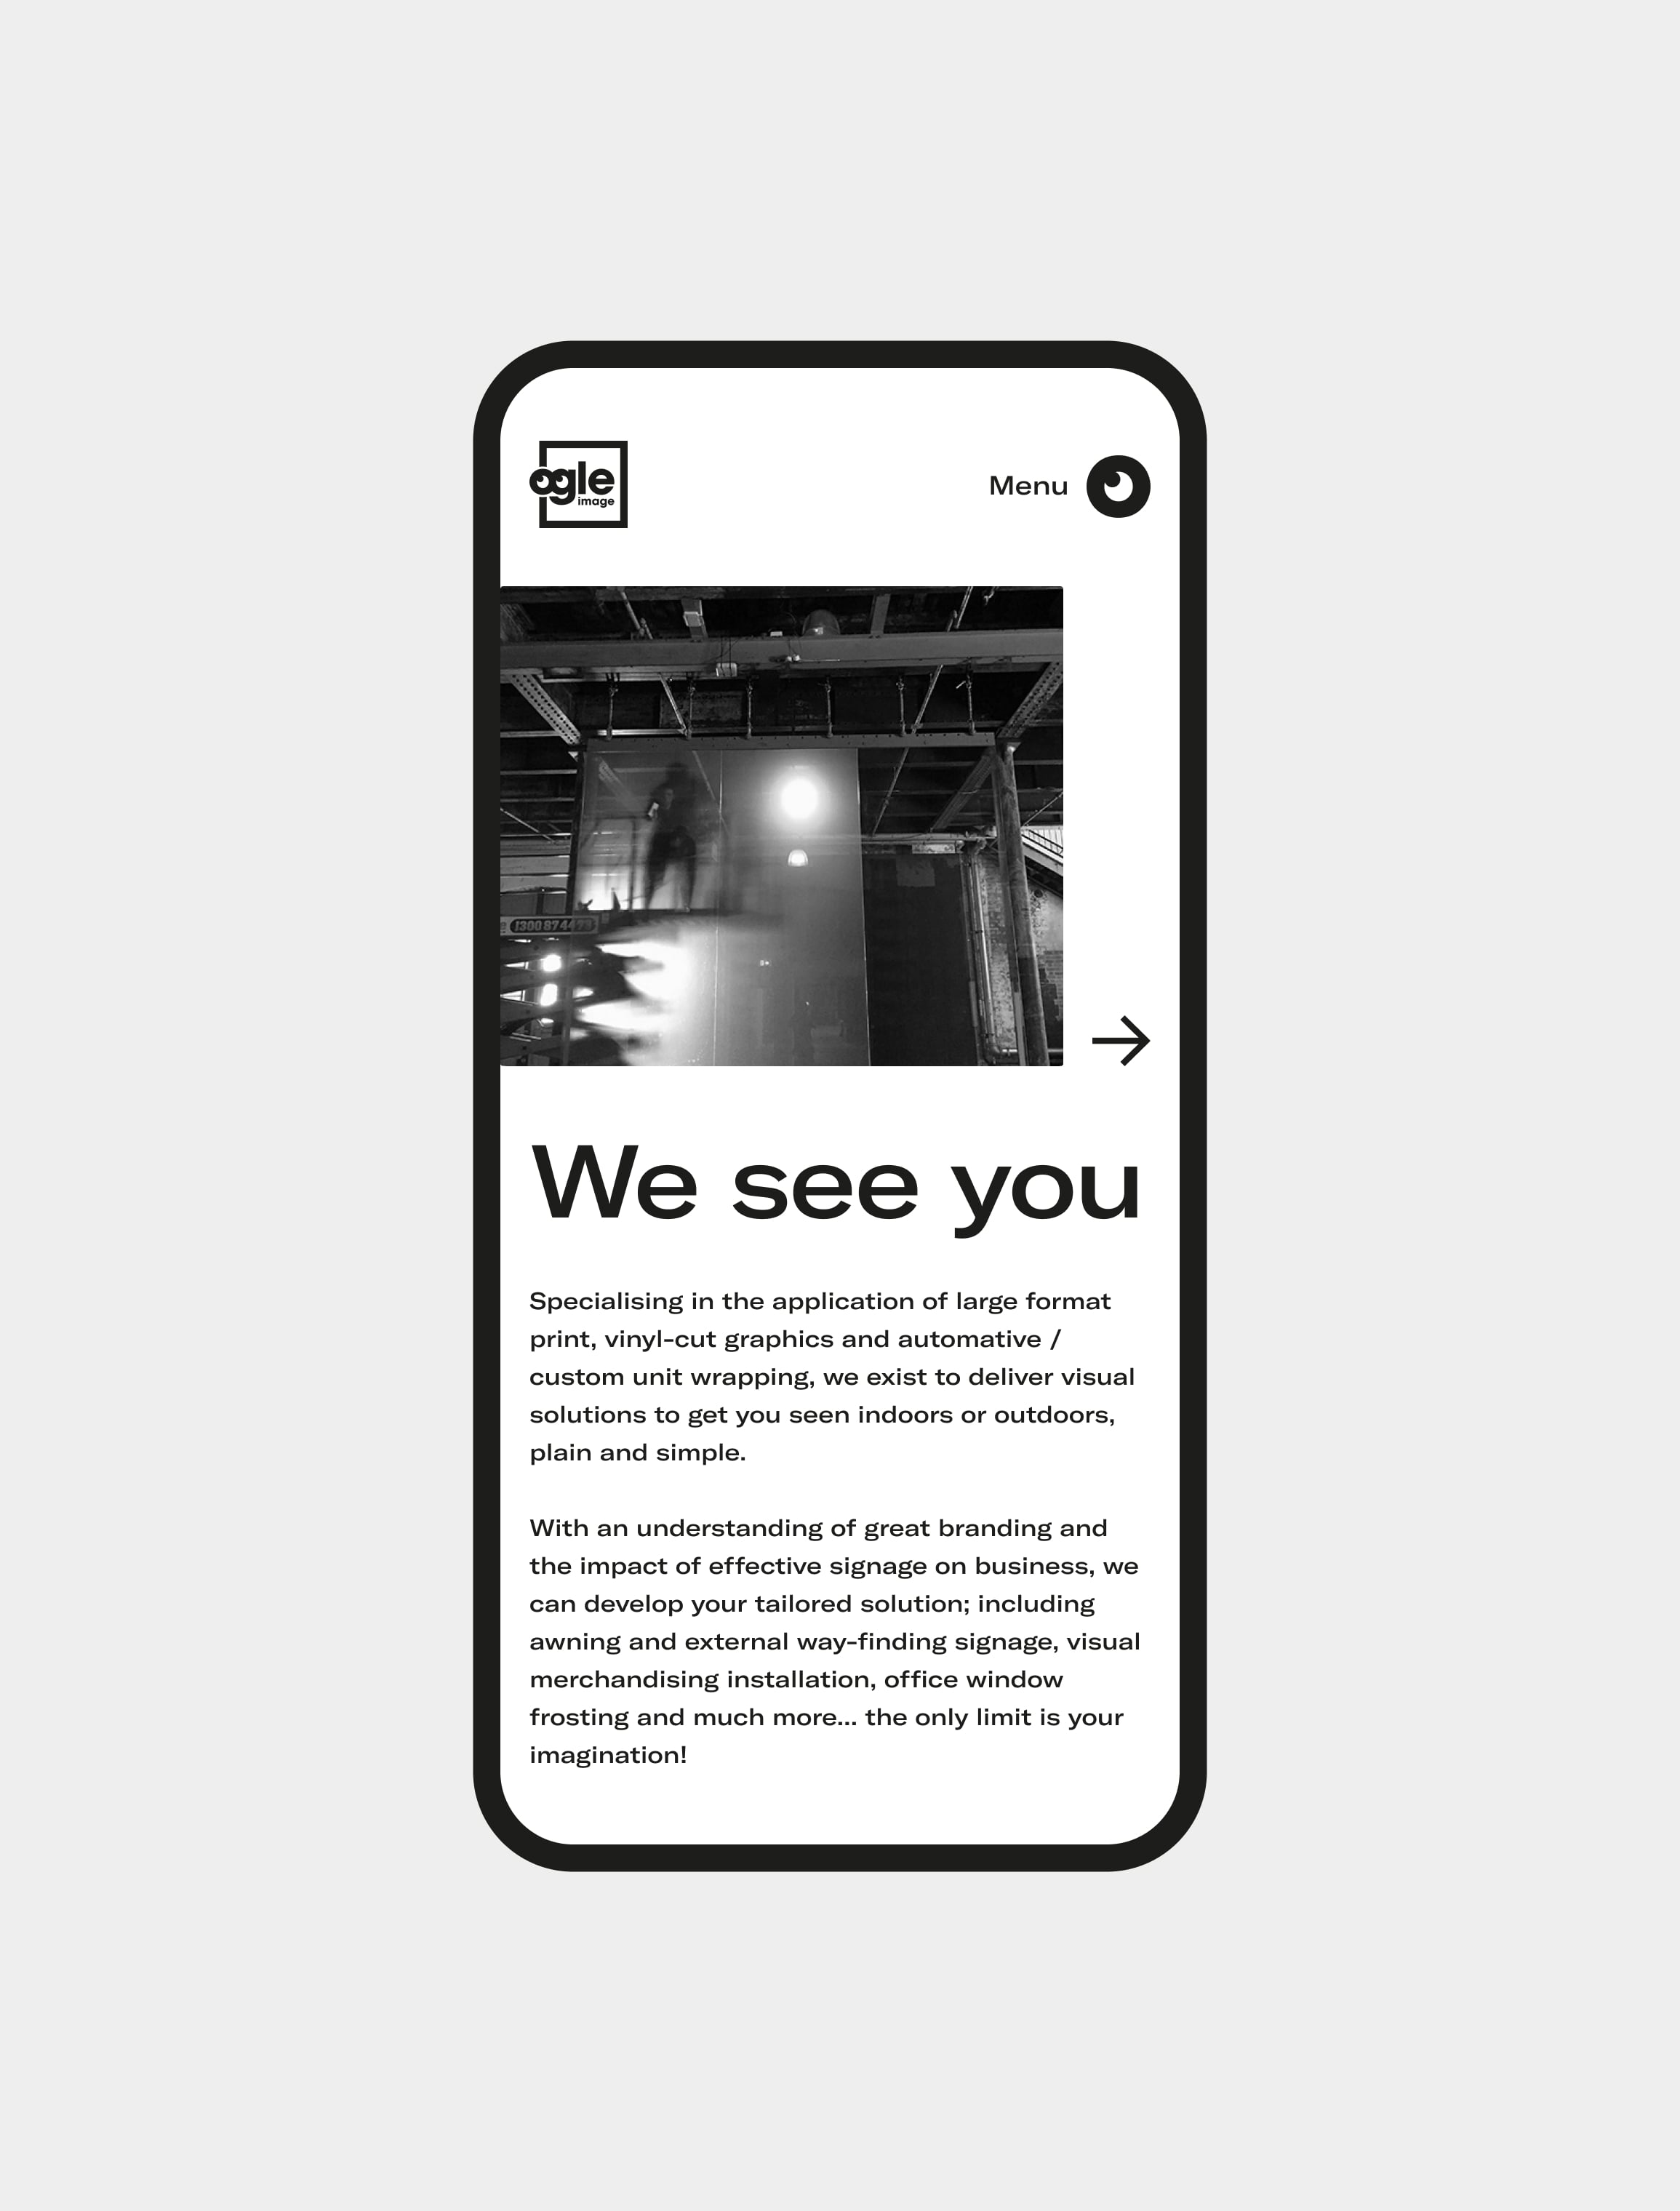 ogle
image
Menu
1300 87 44 79
We see you
Specialising in the application of large format
print, vinyl-cut graphics and automative /
custom unit wrapping, we exist to deliver visual
solutions to get you seen indoors or outdoors,
plain and simple.
With an understanding of great branding and
the impact of effective signage on business, we
can develop your tailored solution; including
awning and external way-finding signage, visual
merchandising installation, office window
frosting and much more... the only limit is your
imagination!